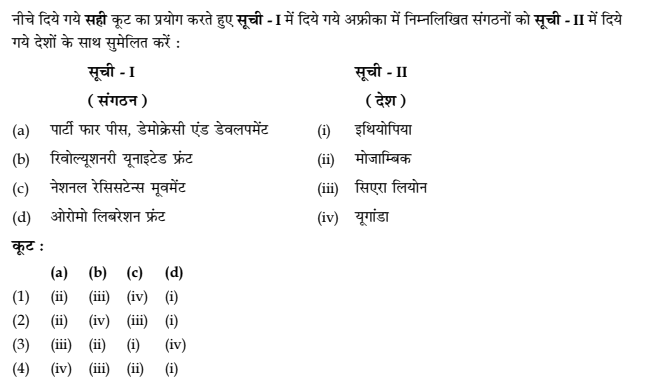 नीचे दिये गये सही कूट का प्रयोग करते हुए सूची - I में दिये गये अफ्रीका में निम्नलिखित संगठनों को सूची - II में दिये
गये देशों के साथ सुमेलित करें :
सूची - I सूची - II
( संगठन ) ( देश )
(a) पार्टी फार पीस, डेमोक्रेसी एंड डेवलपमेंट (i) इथियोपिया
(b) रिवोल्यूशनरी यूनाइटेड फ्रंट (ii) मोजाम्बिक
(c) नेशनल रेसिसटेन्स मूवमेंट (iii) सिएरा लियोन
(d) ओरोमो लिबरेशन फ्रंट (iv) यूगांडा
कूट :
(a) (b) (c) (d)
(1) (ii) (iii) (iv) (i)
(2) (ii) (iv) (iii) (i)
(3) (iii) (ii) (i) (iv)
(4) (iv) (iii) (ii) (i)